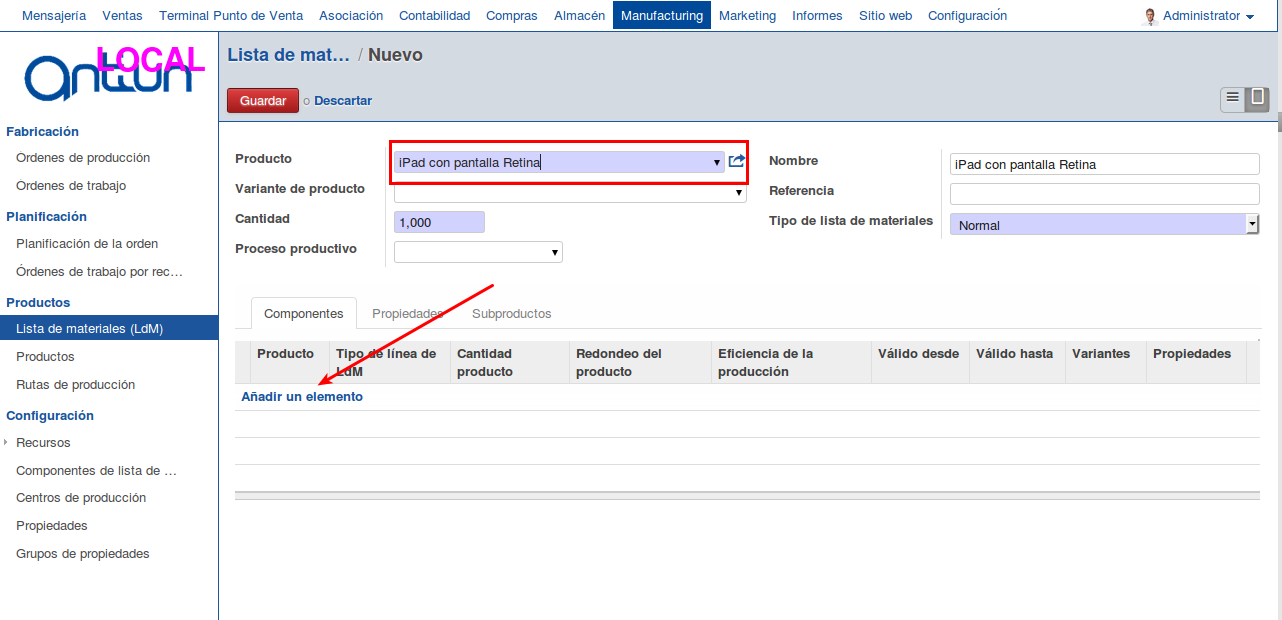 Mensajería Ventas Terminal Punto de Venta Asociación Contabilidad Compras Almacén Manufacturing Marketing Informes Sitio web Configuración Administrator
LOCAL
Fabricación
Ordenes de producción
Ordenes de trabajo
Planificación
Planificación de la orden
Órdenes de trabajo por rec…
Productos
Lista de materiales (LdM)
Productos
Rutas de producción
Configuración
Recursos
Componentes de lista de …
Centros de producción
Propiedades
Grupos de propiedades
Lista de mat… / Nuevo
Guardar o Descartar
Producto iPad con pantalla Retina
Variante de producto
Cantidad 1,000
Proceso productivo
Nombre iPad con pantalla Retina
Referencia
Tipo de lista de materiales Normal
Componentes Propiedades Subproductos
Producto Tipo de línea de LdM Cantidad producto Redondeo del producto Eficiencia de la producción Válido desde Válido hasta Variantes Propiedades
Añadir un elemento